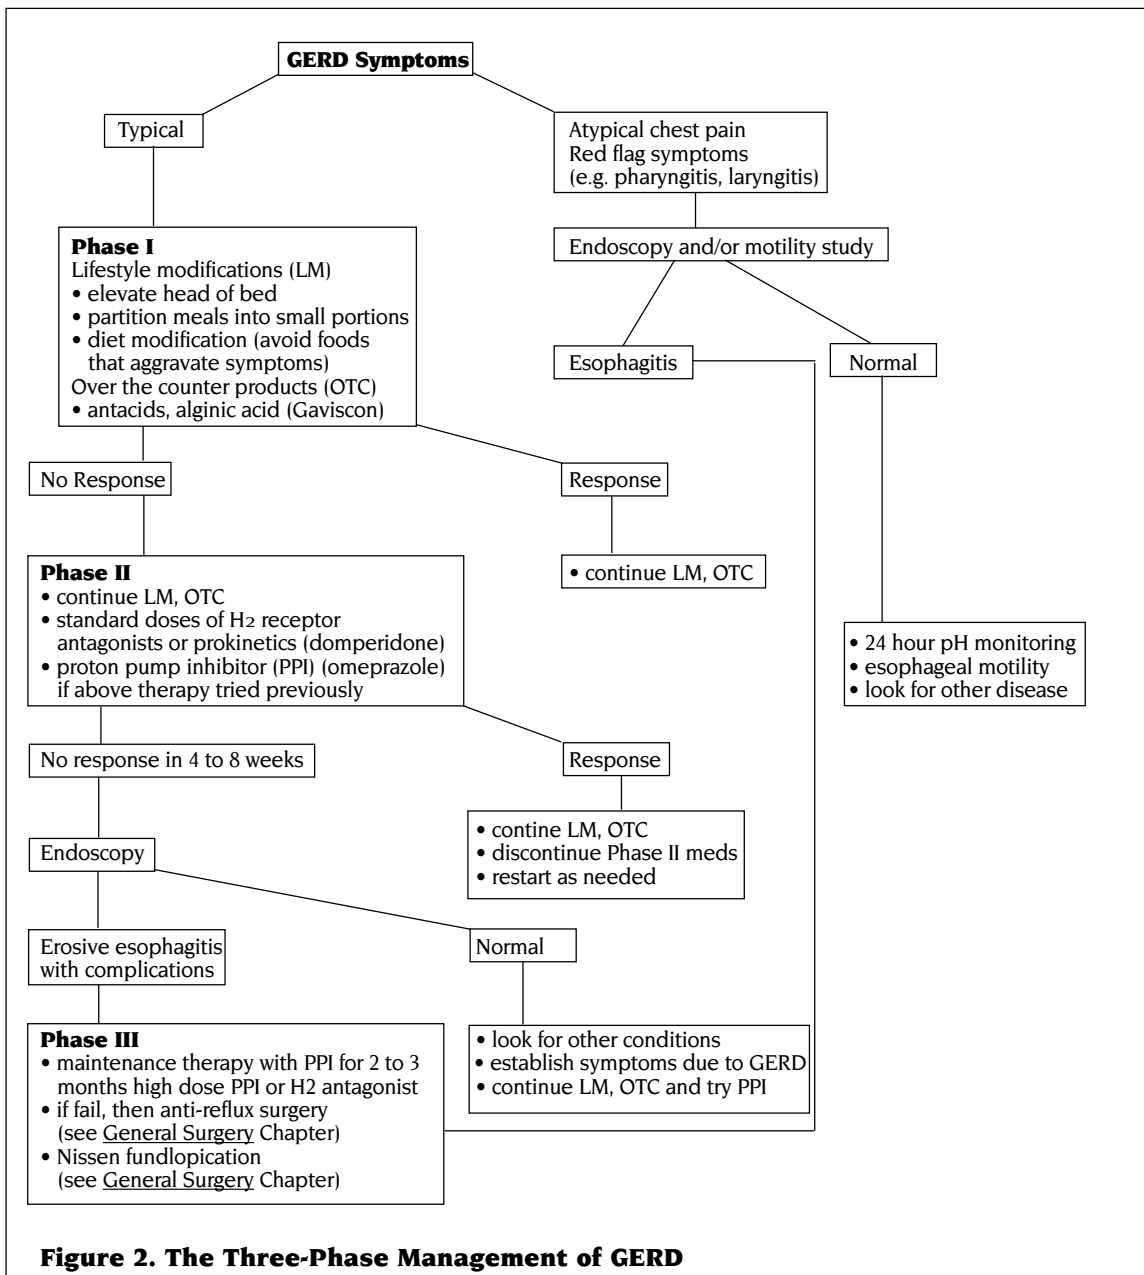 GERD Symptoms
Typical
Atypical chest pain
Red flag symptoms
(e.g. pharyngitis, laryngitis)
Phase I
Lifestyle modifications (LM)
• elevate head of bed
• partition meals into small portions
• diet modification (avoid foods
that aggravate symptoms)
Over the counter products (OTC)
• antacids, alginic acid (Gaviscon)
Endoscopy and/or motility study
Esophagitis
Normal
No Response
Response
• continue LM, OTC
Phase II
• continue LM, OTC
• standard doses of H2 receptor
antagonists or prokinetics (domperidone)
• proton pump inhibitor (PPI) (omeprazole)
if above therapy tried previously
• 24 hour pH monitoring
• esophageal motility
• look for other disease
No response in 4 to 8 weeks
Response
• contine LM, OTC
• discontinue Phase II meds
• restart as needed
Endoscopy
Erosive esophagitis
with complications
Normal
Phase III
• maintenance therapy with PPI for 2 to 3
months high dose PPI or H2 antagonist
• if fail, then anti-reflux surgery
(see General Surgery Chapter)
• Nissen fundlopication
(see General Surgery Chapter)
• look for other conditions
• establish symptoms due to GERD
• continue LM, OTC and try PPI
Figure 2. The Three-Phase Management of GERD